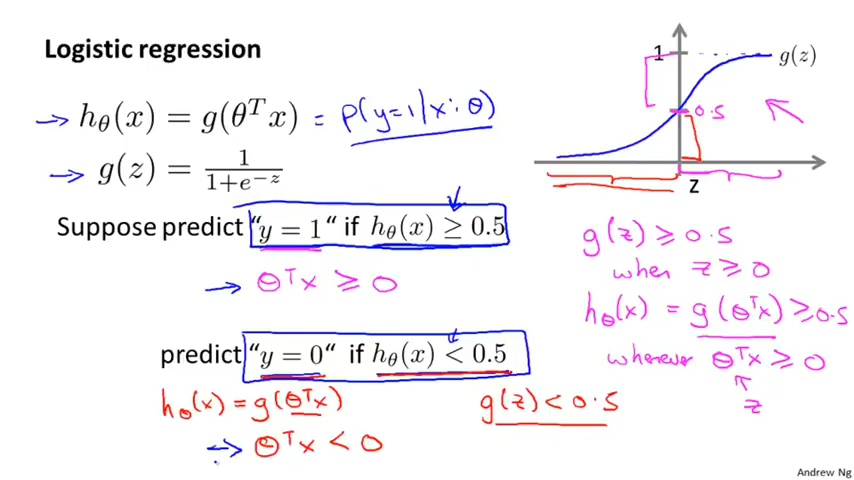 Logistic regression
→ hθ(x) = g(θᵀx) = P(y=1|x;θ)
→ g(z) = 1/(1+e⁻ᶻ)
Suppose predict "y = 1" if hθ(x) ≥ 0.5
→ θᵀx ≥ 0
predict "y = 0" if hθ(x) < 0.5
hθ(x) = g(θᵀx)
→ θᵀx < 0
g(z) < 0.5
1
g(z)
0.5
z
g(z) ≥ 0.5
when z ≥ 0
hθ(x) = g(θᵀx) ≥ 0.5
whenever θᵀx ≥ 0
z
Andrew Ng